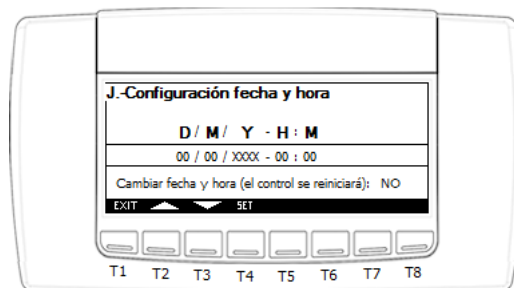 J.-Configuración fecha y hora
D/ M/ Y - H: M
00 / 00 / XXXX - 00 : 00
Cambiar fecha y hora (el control se reiniciará): NO
EXIT SET
T1 T2 T3 T4 T5 T6 T7 T8